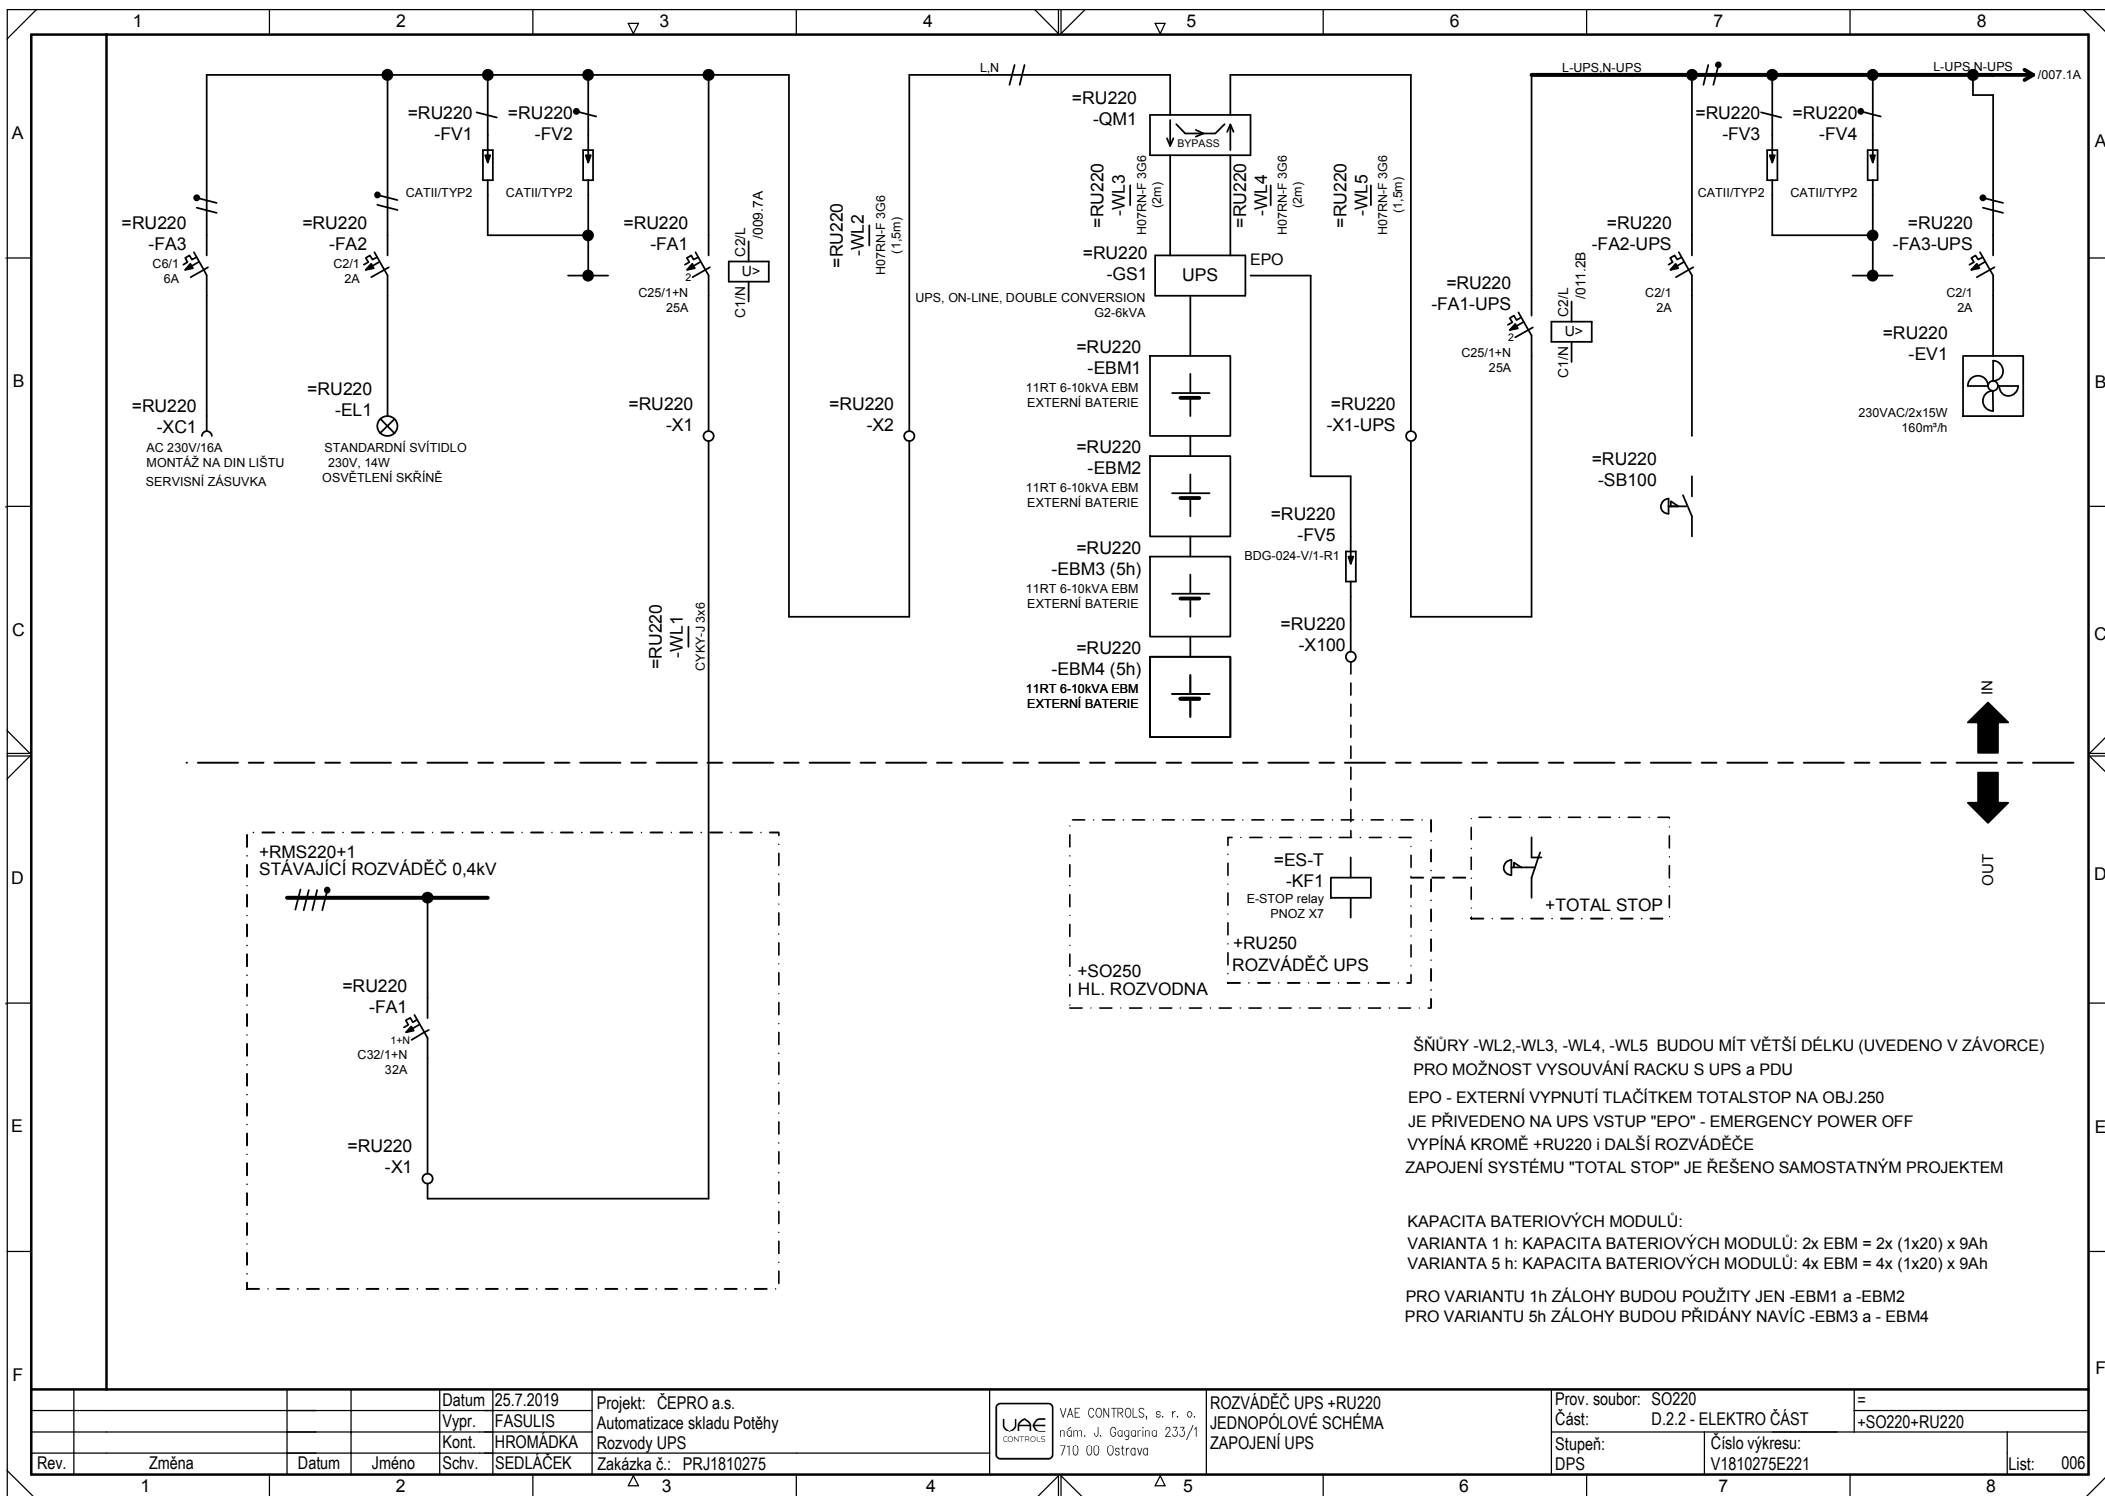 1 2 3 4 5 6 7 8
A
B
C
D
E
F
A
B
C
D
E
F
L,N
L-UPS,N-UPS
L-UPS,N-UPS
/007.1A
=RU220
-FA3
C6/1
6A
=RU220
-XC1
AC 230V/16A
MONTÁŽ NA DIN LIŠTU
SERVISNÍ ZÁSUVKA
=RU220
-FA2
C2/1
2A
=RU220
-EL1
STANDARDNÍ SVÍTIDLO
230V, 14W
OSVĚTLENÍ SKŘÍNĚ
=RU220
-FV1
CATII/TYP2
=RU220
-FV2
CATII/TYP2
=RU220
-FA1
2
C25/1+N
25A
U>
C1/N
C2/L
/009.7A
=RU220
-X1
=RU220
-WL1
CYKY-J 3x6
=RU220
-WL2
H07RN-F 3G6
(1,5m)
=RU220
-X2
=RU220
-QM1
BYPASS
=RU220
-WL3
H07RN-F 3G6
(2m)
=RU220
-WL4
H07RN-F 3G6
(2m)
=RU220
-WL5
H07RN-F 3G6
(1,5m)
=RU220
-GS1
UPS
EPO
UPS, ON-LINE, DOUBLE CONVERSION
G2-6kVA
=RU220
-EBM1
11RT 6-10kVA EBM
EXTERNÍ BATERIE
=RU220
-EBM2
11RT 6-10kVA EBM
EXTERNÍ BATERIE
=RU220
-EBM3 (5h)
11RT 6-10kVA EBM
EXTERNÍ BATERIE
=RU220
-EBM4 (5h)
11RT 6-10kVA EBM
EXTERNÍ BATERIE
=RU220
-X1-UPS
=RU220
-FV5
BDG-024-V/1-R1
=RU220
-X100
=RU220
-FA1-UPS
2
C25/1+N
25A
U>
C1/N
C2/L
/011.2B
=RU220
-FA2-UPS
C2/1
2A
=RU220
-SB100
=RU220
-FV3
CATII/TYP2
=RU220
-FV4
CATII/TYP2
=RU220
-FA3-UPS
C2/1
2A
=RU220
-EV1
230VAC/2x15W
160m³/h
IN
OUT
+RMS220+1
STÁVAJÍCÍ ROZVÁDĚČ 0,4kV
=RU220
-FA1
1+N
C32/1+N
32A
=RU220
-X1
=ES-T
-KF1
E-STOP relay
PNOZ X7
+RU250
ROZVÁDĚČ UPS
+SO250
HL. ROZVODNA
+TOTAL STOP
ŠŇŮRY -WL2,-WL3, -WL4, -WL5 BUDOU MÍT VĚTŠÍ DÉLKU (UVEDENO V ZÁVORCE)
PRO MOŽNOST VYSOUVÁNÍ RACKU S UPS a PDU
EPO - EXTERNÍ VYPNUTÍ TLAČÍTKEM TOTALSTOP NA OBJ.250
JE PŘIVEDENO NA UPS VSTUP "EPO" - EMERGENCY POWER OFF
VYPÍNÁ KROMĚ +RU220 i DALŠÍ ROZVÁDĚČE
ZAPOJENÍ SYSTÉMU "TOTAL STOP" JE ŘEŠENO SAMOSTATNÝM PROJEKTEM
KAPACITA BATERIOVÝCH MODULŮ:
VARIANTA 1 h: KAPACITA BATERIOVÝCH MODULŮ: 2x EBM = 2x (1x20) x 9Ah
VARIANTA 5 h: KAPACITA BATERIOVÝCH MODULŮ: 4x EBM = 4x (1x20) x 9Ah
PRO VARIANTU 1h ZÁLOHY BUDOU POUŽITY JEN -EBM1 a -EBM2
PRO VARIANTU 5h ZÁLOHY BUDOU PŘIDÁNY NAVÍC -EBM3 a - EBM4
Rev. Změna Datum Jméno
Datum 25.7.2019
Vypr. FASULIS
Kont. HROMÁDKA
Schv. SEDLÁČEK
Projekt: ČEPRO a.s.
Automatizace skladu Potěhy
Rozvody UPS
Zakázka č.: PRJ1810275
VAE
CONTROLS
VAE CONTROLS, s. r. o.
nám. J. Gagarina 233/1
710 00 Ostrava
ROZVÁDĚČ UPS +RU220
JEDNOPÓLOVÉ SCHÉMA
ZAPOJENÍ UPS
Prov. soubor: SO220
Část: D.2.2 - ELEKTRO ČÁST
Stupeň:
DPS
Číslo výkresu:
V1810275E221
=
+SO220+RU220
List: 006
1 2 3 4 5 6 7 8